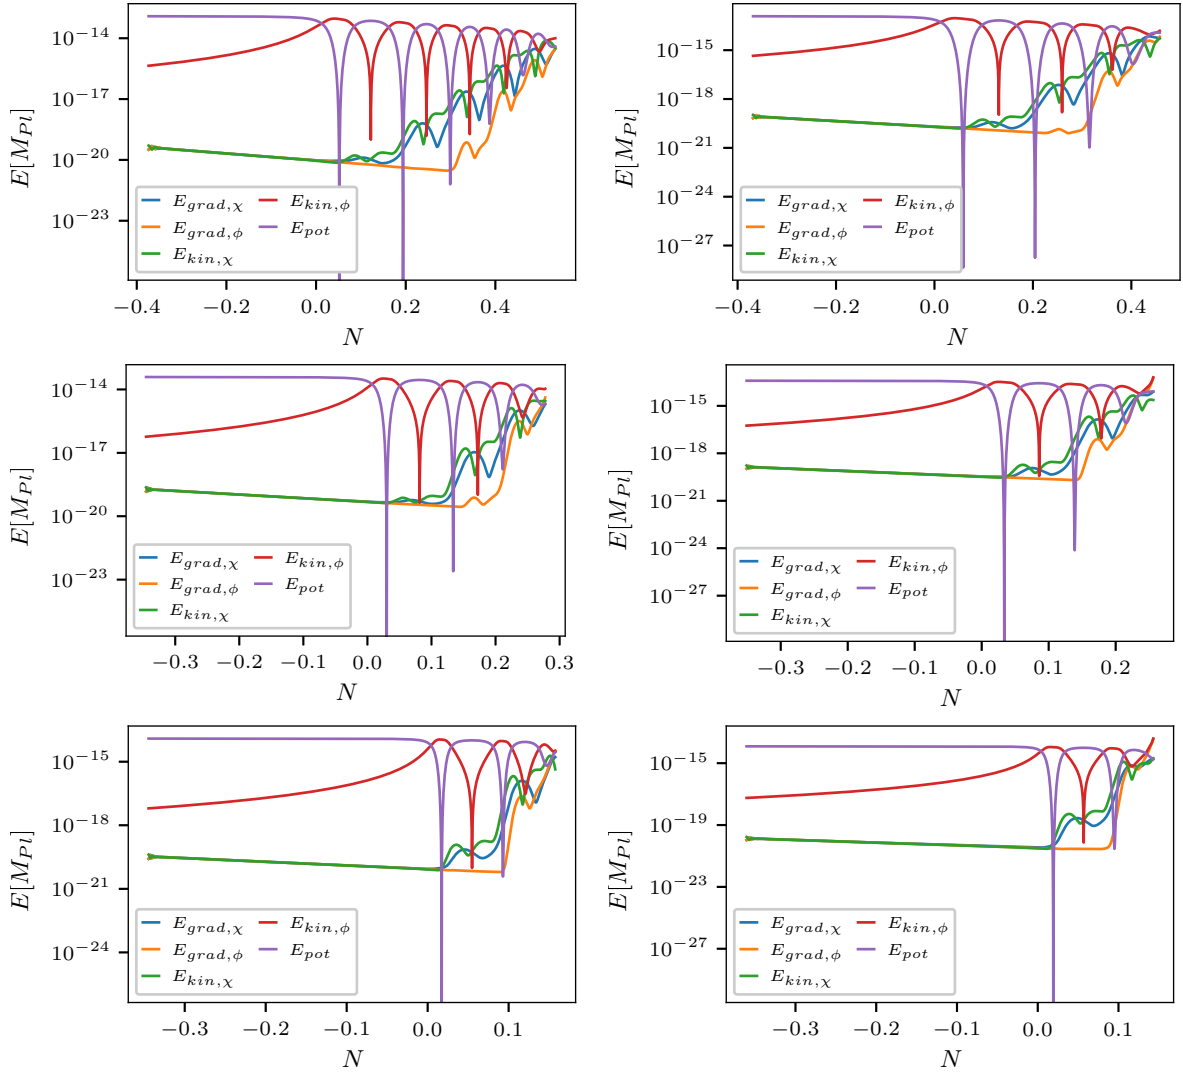 E[M_{Pl}]
10^{−14}
10^{−17}
10^{−20}
10^{−23}
E_{grad,χ} E_{kin,ϕ}
E_{grad,ϕ} E_{pot}
E_{kin,χ}
−0.4 −0.2 0.0 0.2 0.4
N
E[M_{Pl}]
10^{−15}
10^{−18}
10^{−21}
10^{−24}
10^{−27}
E_{grad,χ} E_{kin,ϕ}
E_{grad,ϕ} E_{pot}
E_{kin,χ}
−0.4 −0.2 0.0 0.2 0.4
N
E[M_{Pl}]
10^{−14}
10^{−17}
10^{−20}
10^{−23}
E_{grad,χ} E_{kin,ϕ}
E_{grad,ϕ} E_{pot}
E_{kin,χ}
−0.3 −0.2 −0.1 0.0 0.1 0.2 0.3
N
E[M_{Pl}]
10^{−15}
10^{−18}
10^{−21}
10^{−24}
10^{−27}
E_{grad,χ} E_{kin,ϕ}
E_{grad,ϕ} E_{pot}
E_{kin,χ}
−0.3 −0.2 −0.1 0.0 0.1 0.2
N
E[M_{Pl}]
10^{−15}
10^{−18}
10^{−21}
10^{−24}
E_{grad,χ} E_{kin,ϕ}
E_{grad,ϕ} E_{pot}
E_{kin,χ}
−0.3 −0.2 −0.1 0.0 0.1
N
E[M_{Pl}]
10^{−15}
10^{−19}
10^{−23}
10^{−27}
E_{grad,χ} E_{kin,ϕ}
E_{grad,ϕ} E_{pot}
E_{kin,χ}
−0.3 −0.2 −0.1 0.0 0.1
N